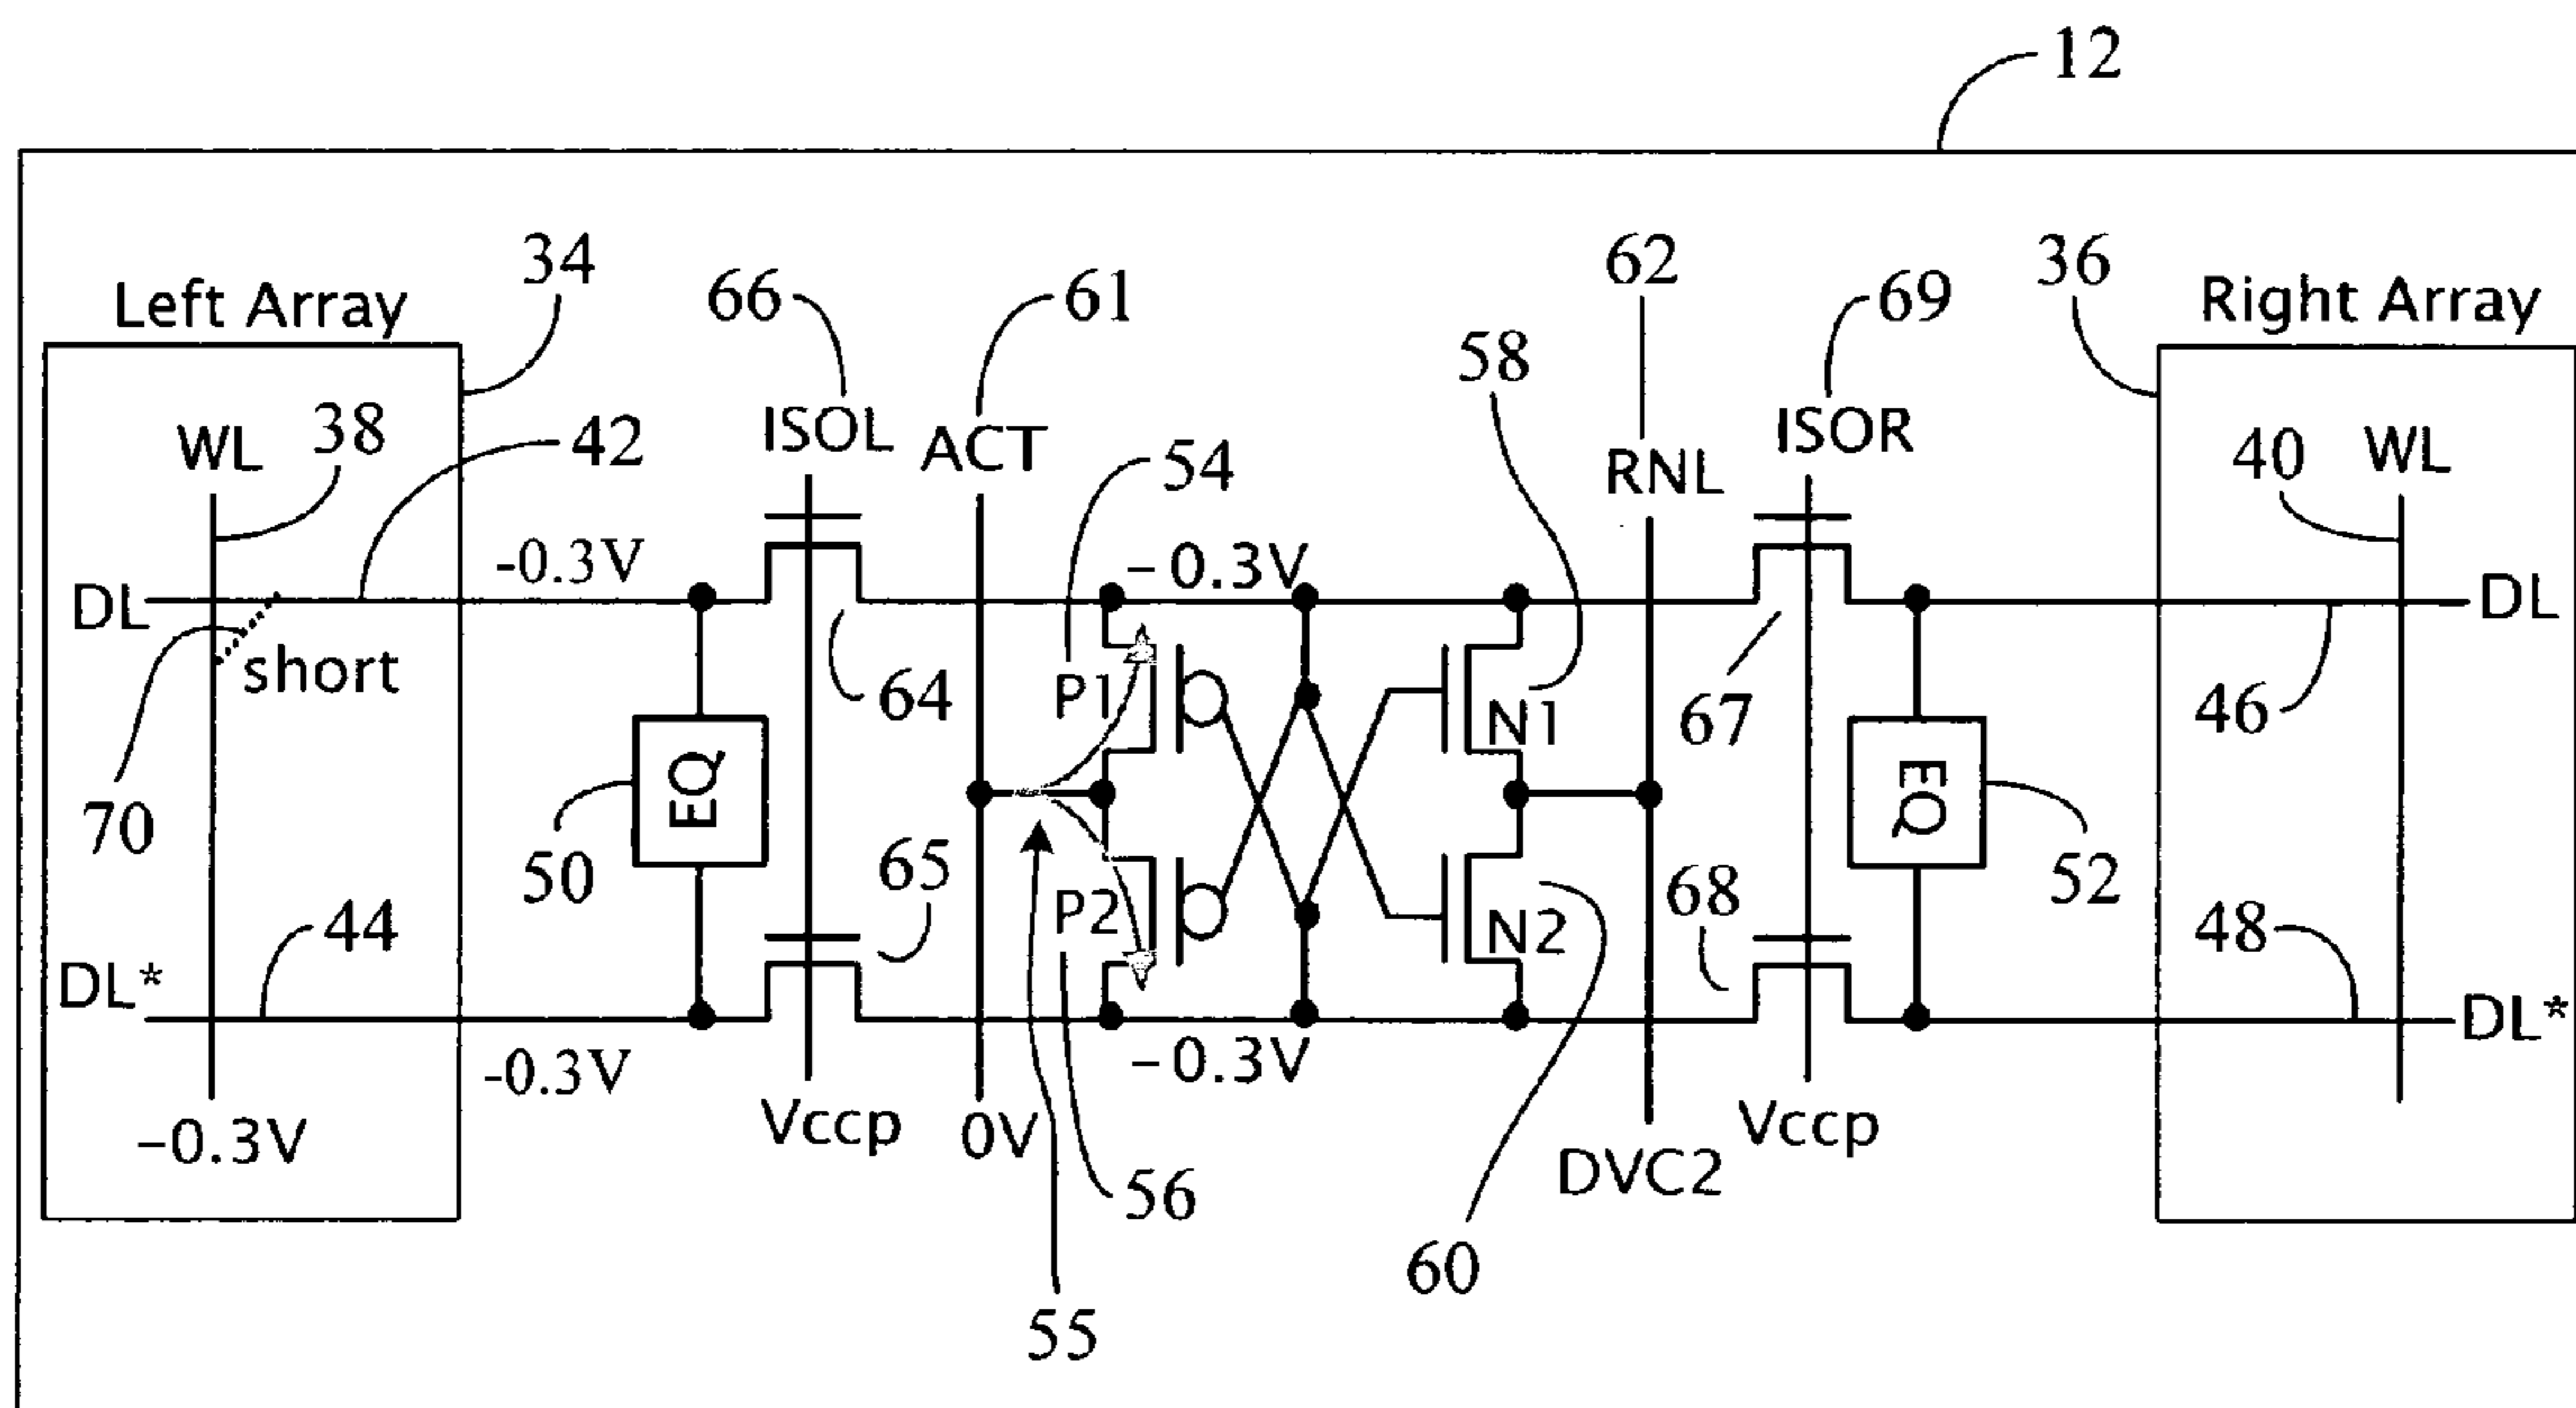 12
34
66
61
62
69
36
Left Array
Right Array
58
WL
38
42
ISOL
ACT
54
RNL
ISOR
40
WL
-0.3V
-0.3V
DL
DL
70
short
64
P1
N1
67
46
EQ
EQ
50
65
52
44
P2
N2
68
48
DL*
DL*
-0.3V
-0.3V
-0.3V
Vccp
0V
Vccp
56
DVC2
60
55